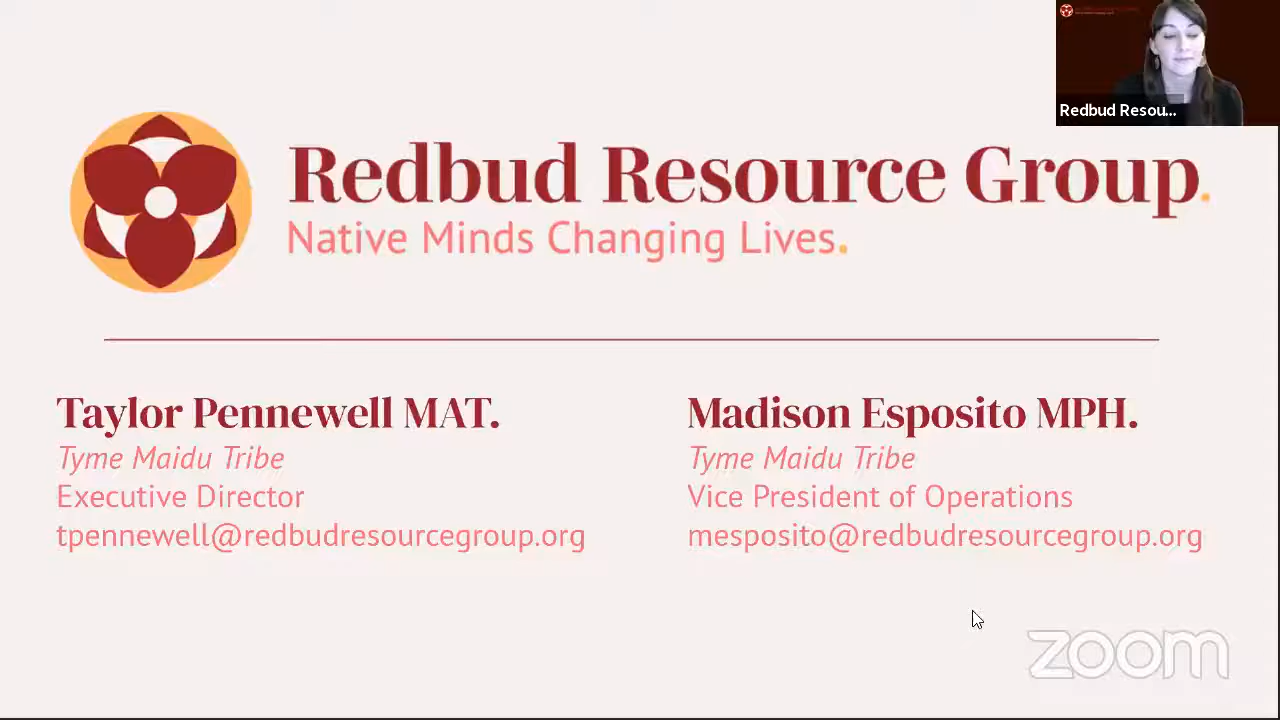 Redbud Resou...
Redbud Resource Group.
Native Minds Changing Lives.
Taylor Pennewell MAT.
Tyme Maidu Tribe
Executive Director
tpennewell@redbudresourcegroup.org
Madison Esposito MPH.
Tyme Maidu Tribe
Vice President of Operations
mesposito@redbudresourcegroup.org
zoom